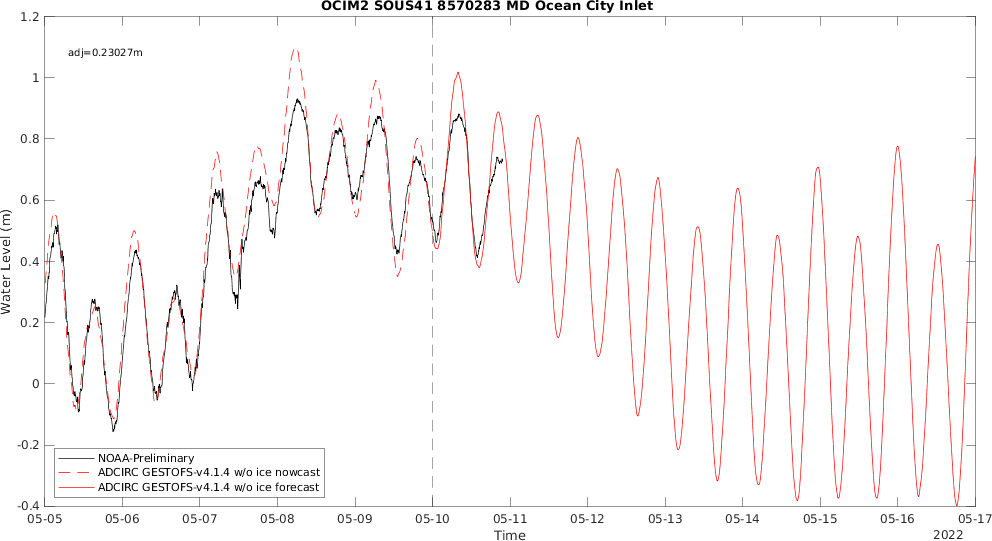 OCIM2 SOUS41 8570283 MD Ocean City Inlet
adj=0.23027m
Water Level (m)
1.2
1
0.8
0.6
0.4
0.2
0
-0.2
-0.4
NOAA-Preliminary
ADCIRC GESTOFS-v4.1.4 w/o ice nowcast
ADCIRC GESTOFS-v4.1.4 w/o ice forecast
05-05 05-06 05-07 05-08 05-09 05-10 05-11 05-12 05-13 05-14 05-15 05-16 05-17
Time
2022